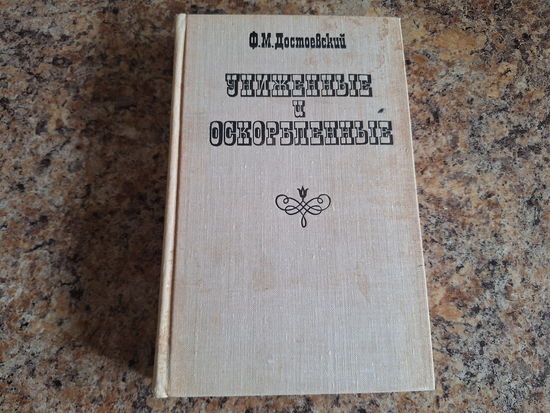 Ф.М.Достоевский
УНИЖЕННЫЕ
и
ОСКОРБЛЕННЫЕ